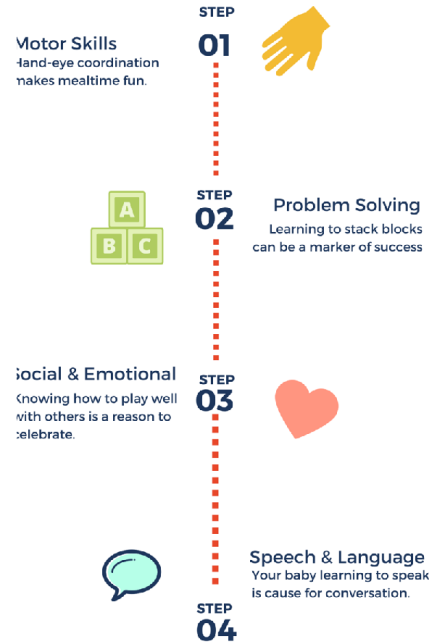 STEP
01
Motor Skills
Hand-eye coordination
makes mealtime fun.
STEP
02
A
B C
Problem Solving
Learning to stack blocks
can be a marker of success
Social & Emotional
Knowing how to play well
with others is a reason to
celebrate.
STEP
03
Speech & Language
Your baby learning to speak
is cause for conversation.
STEP
04